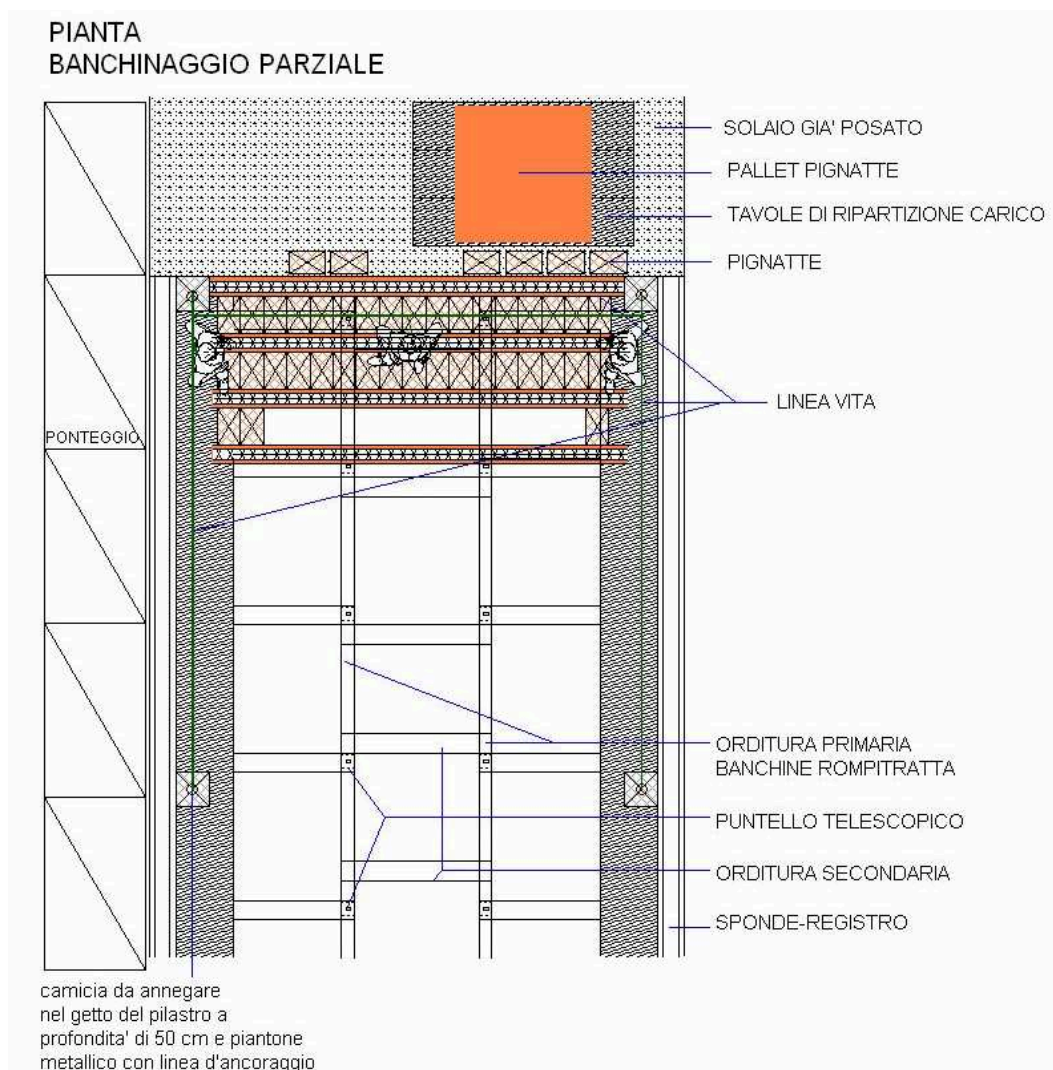 PIANTA
BANCHINAGGIO PARZIALE
SOLAIO GIA' POSATO
PALLET PIGNATTE
TAVOLE DI RIPARTIZIONE CARICO
PIGNATTE
LINEA VITA
PONTEGGIO
ORDITURA PRIMARIA
BANCHINE ROMPITRATTA
PUNTELLO TELESCOPICO
ORDITURA SECONDARIA
SPONDE-REGISTRO
camicia da annegare
nel getto del pilastro a
profondita' di 50 cm e piantone
metallico con linea d'ancoraggio